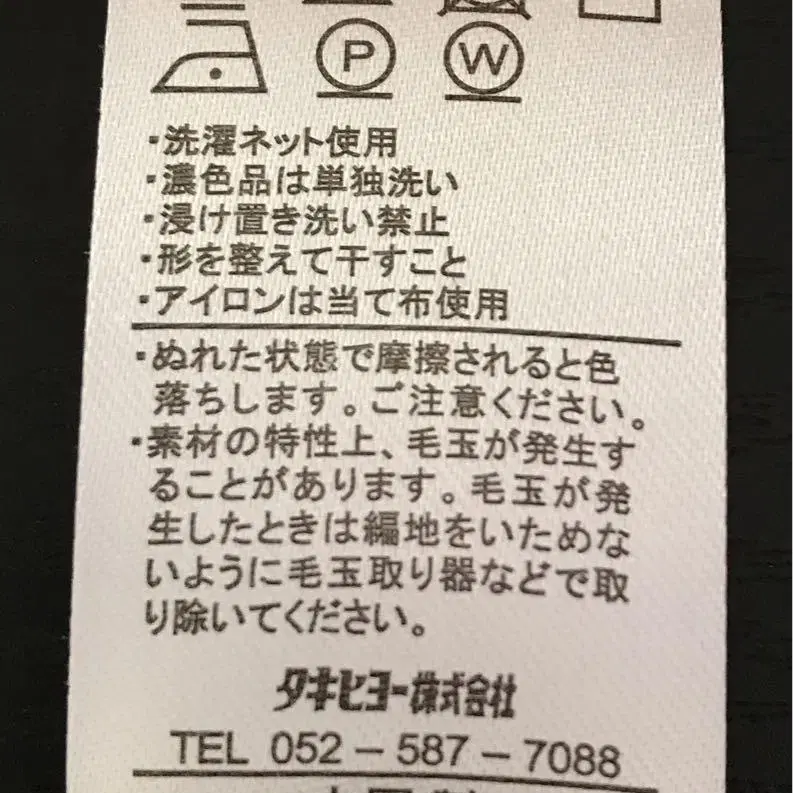 P W
・洗濯ネット使用
・濃色品は単独洗い
・浸け置き洗い禁止
・形を整えて干すこと
・アイロンは当て布使用
・ぬれた状態で摩擦されると色
落ちします。ご注意ください。
・素材の特性上、毛玉が発生す
ることがあります。毛玉が発
生したときは編地をいためな
いように毛玉取り器などで取
り除いてください。
タキヒヨー株式会社
TEL 052-587-7088